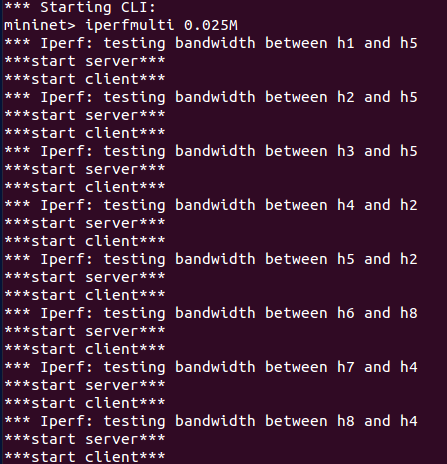 *** Starting CLI:
mininet> iperfmulti 0.025M
*** Iperf: testing bandwidth between h1 and h5
***start server***
***start client***
*** Iperf: testing bandwidth between h2 and h5
***start server***
***start client***
*** Iperf: testing bandwidth between h3 and h5
***start server***
***start client***
*** Iperf: testing bandwidth between h4 and h2
***start server***
***start client***
*** Iperf: testing bandwidth between h5 and h2
***start server***
***start client***
*** Iperf: testing bandwidth between h6 and h8
***start server***
***start client***
*** Iperf: testing bandwidth between h7 and h4
***start server***
***start client***
*** Iperf: testing bandwidth between h8 and h4
***start server***
***start client***